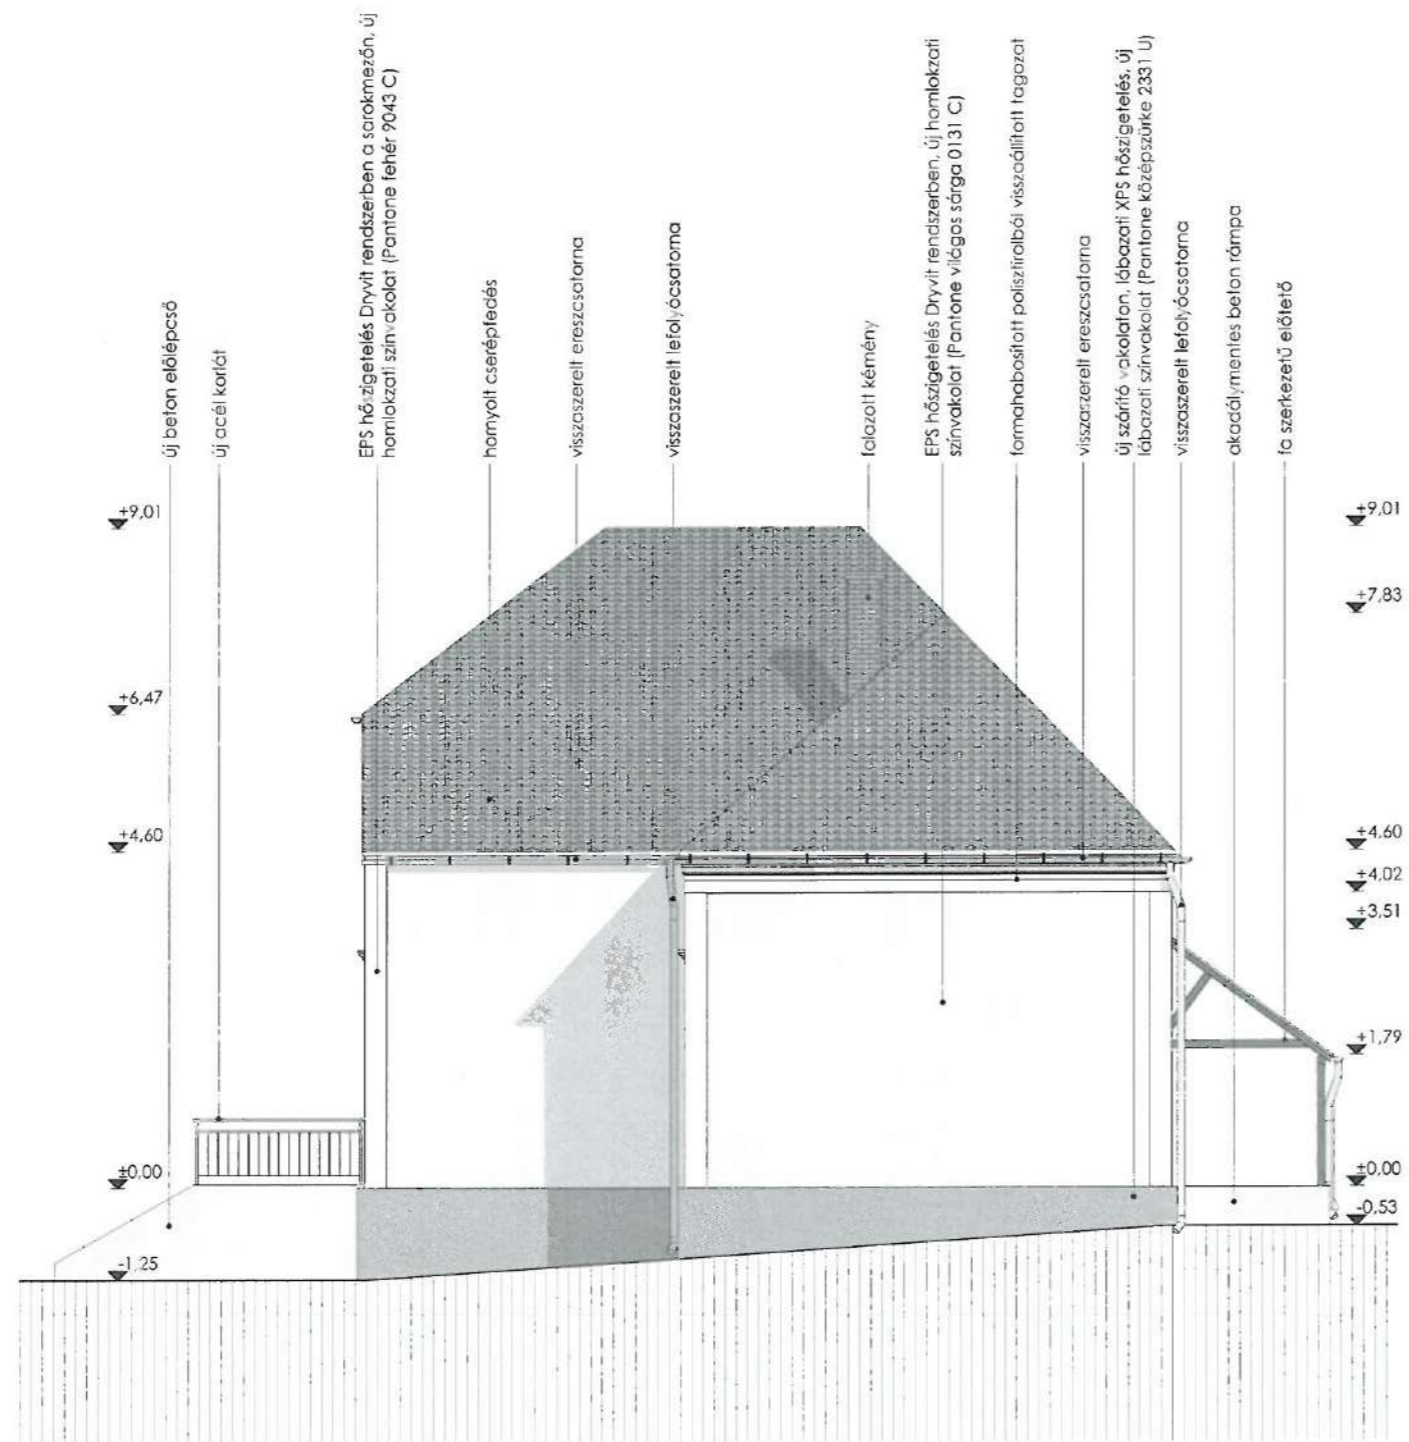 új beton előlépcső
új acél korlát
EPS hőszigetelés Dryvit rendszerben a sarokmezőn, új
homlokzati színvakolat (Pantone fehér 9043 C)
hornyolt cserépfedés
visszaszerelt ereszcsatorna
visszaszerelt lefolyócsatorna
falazott kémény
EPS hőszigetelés Dryvit rendszerben, új homlokzati
színvakolat (Pantone világos sárga 0131 C)
formahabosított polisztirolból visszaállított tagozat
visszaszerelt ereszcsatorna
új szárító vakolaton, lábazati XPS hőszigetelés, új
lábazati színvakolat (Pantone középszürke 2331 U)
visszaszerelt lefolyócsatorna
akadálymentes beton rámpa
fa szerkezetű előtető
+9,01
+6,47
+4,60
±0,00
-1,25
+9,01
+7,83
+4,60
+4,02
+3,51
+1,79
±0,00
-0,53